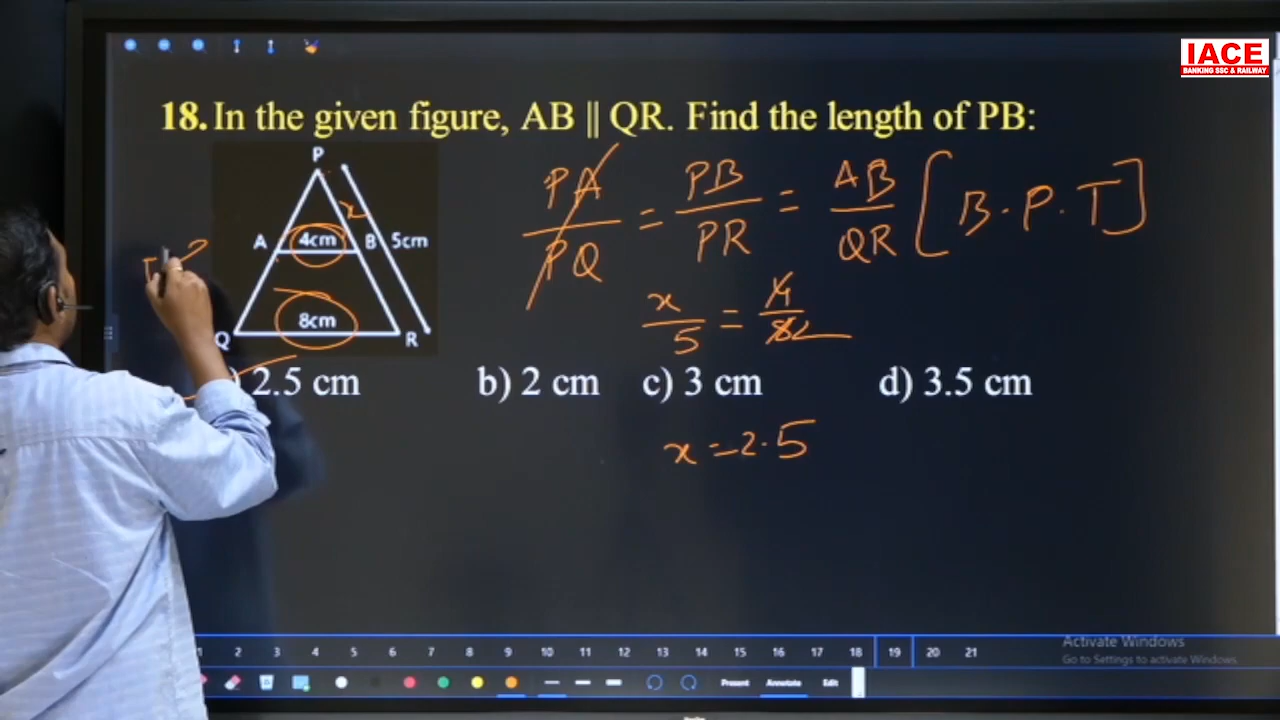 IACE
BANKING SSC & RAILWAY
18. In the given figure, AB || QR. Find the length of PB:
P
x
A 4cm B 5cm
8cm
Q R
PA/PQ = PB/PR = AB/QR [B.P.T]
x/5 = 4/8 2
2.5 cm b) 2 cm c) 3 cm d) 3.5 cm
x = 2.5
1 2 3 4 5 6 7 8 9 10 11 12 13 14 15 16 17 18 19 20 21
Activate Windows
Go to Settings to activate Windows.
Present Annotate Edit